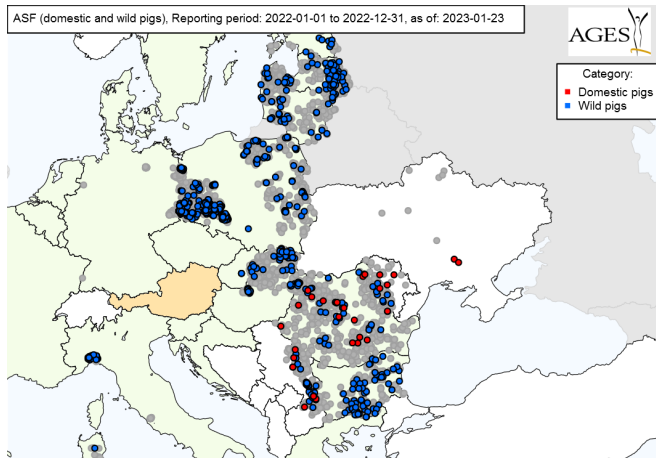 ASF (domestic and wild pigs), Reporting period: 2022-01-01 to 2022-12-31, as of: 2023-01-23
AGES
Category:
Domestic pigs
Wild pigs